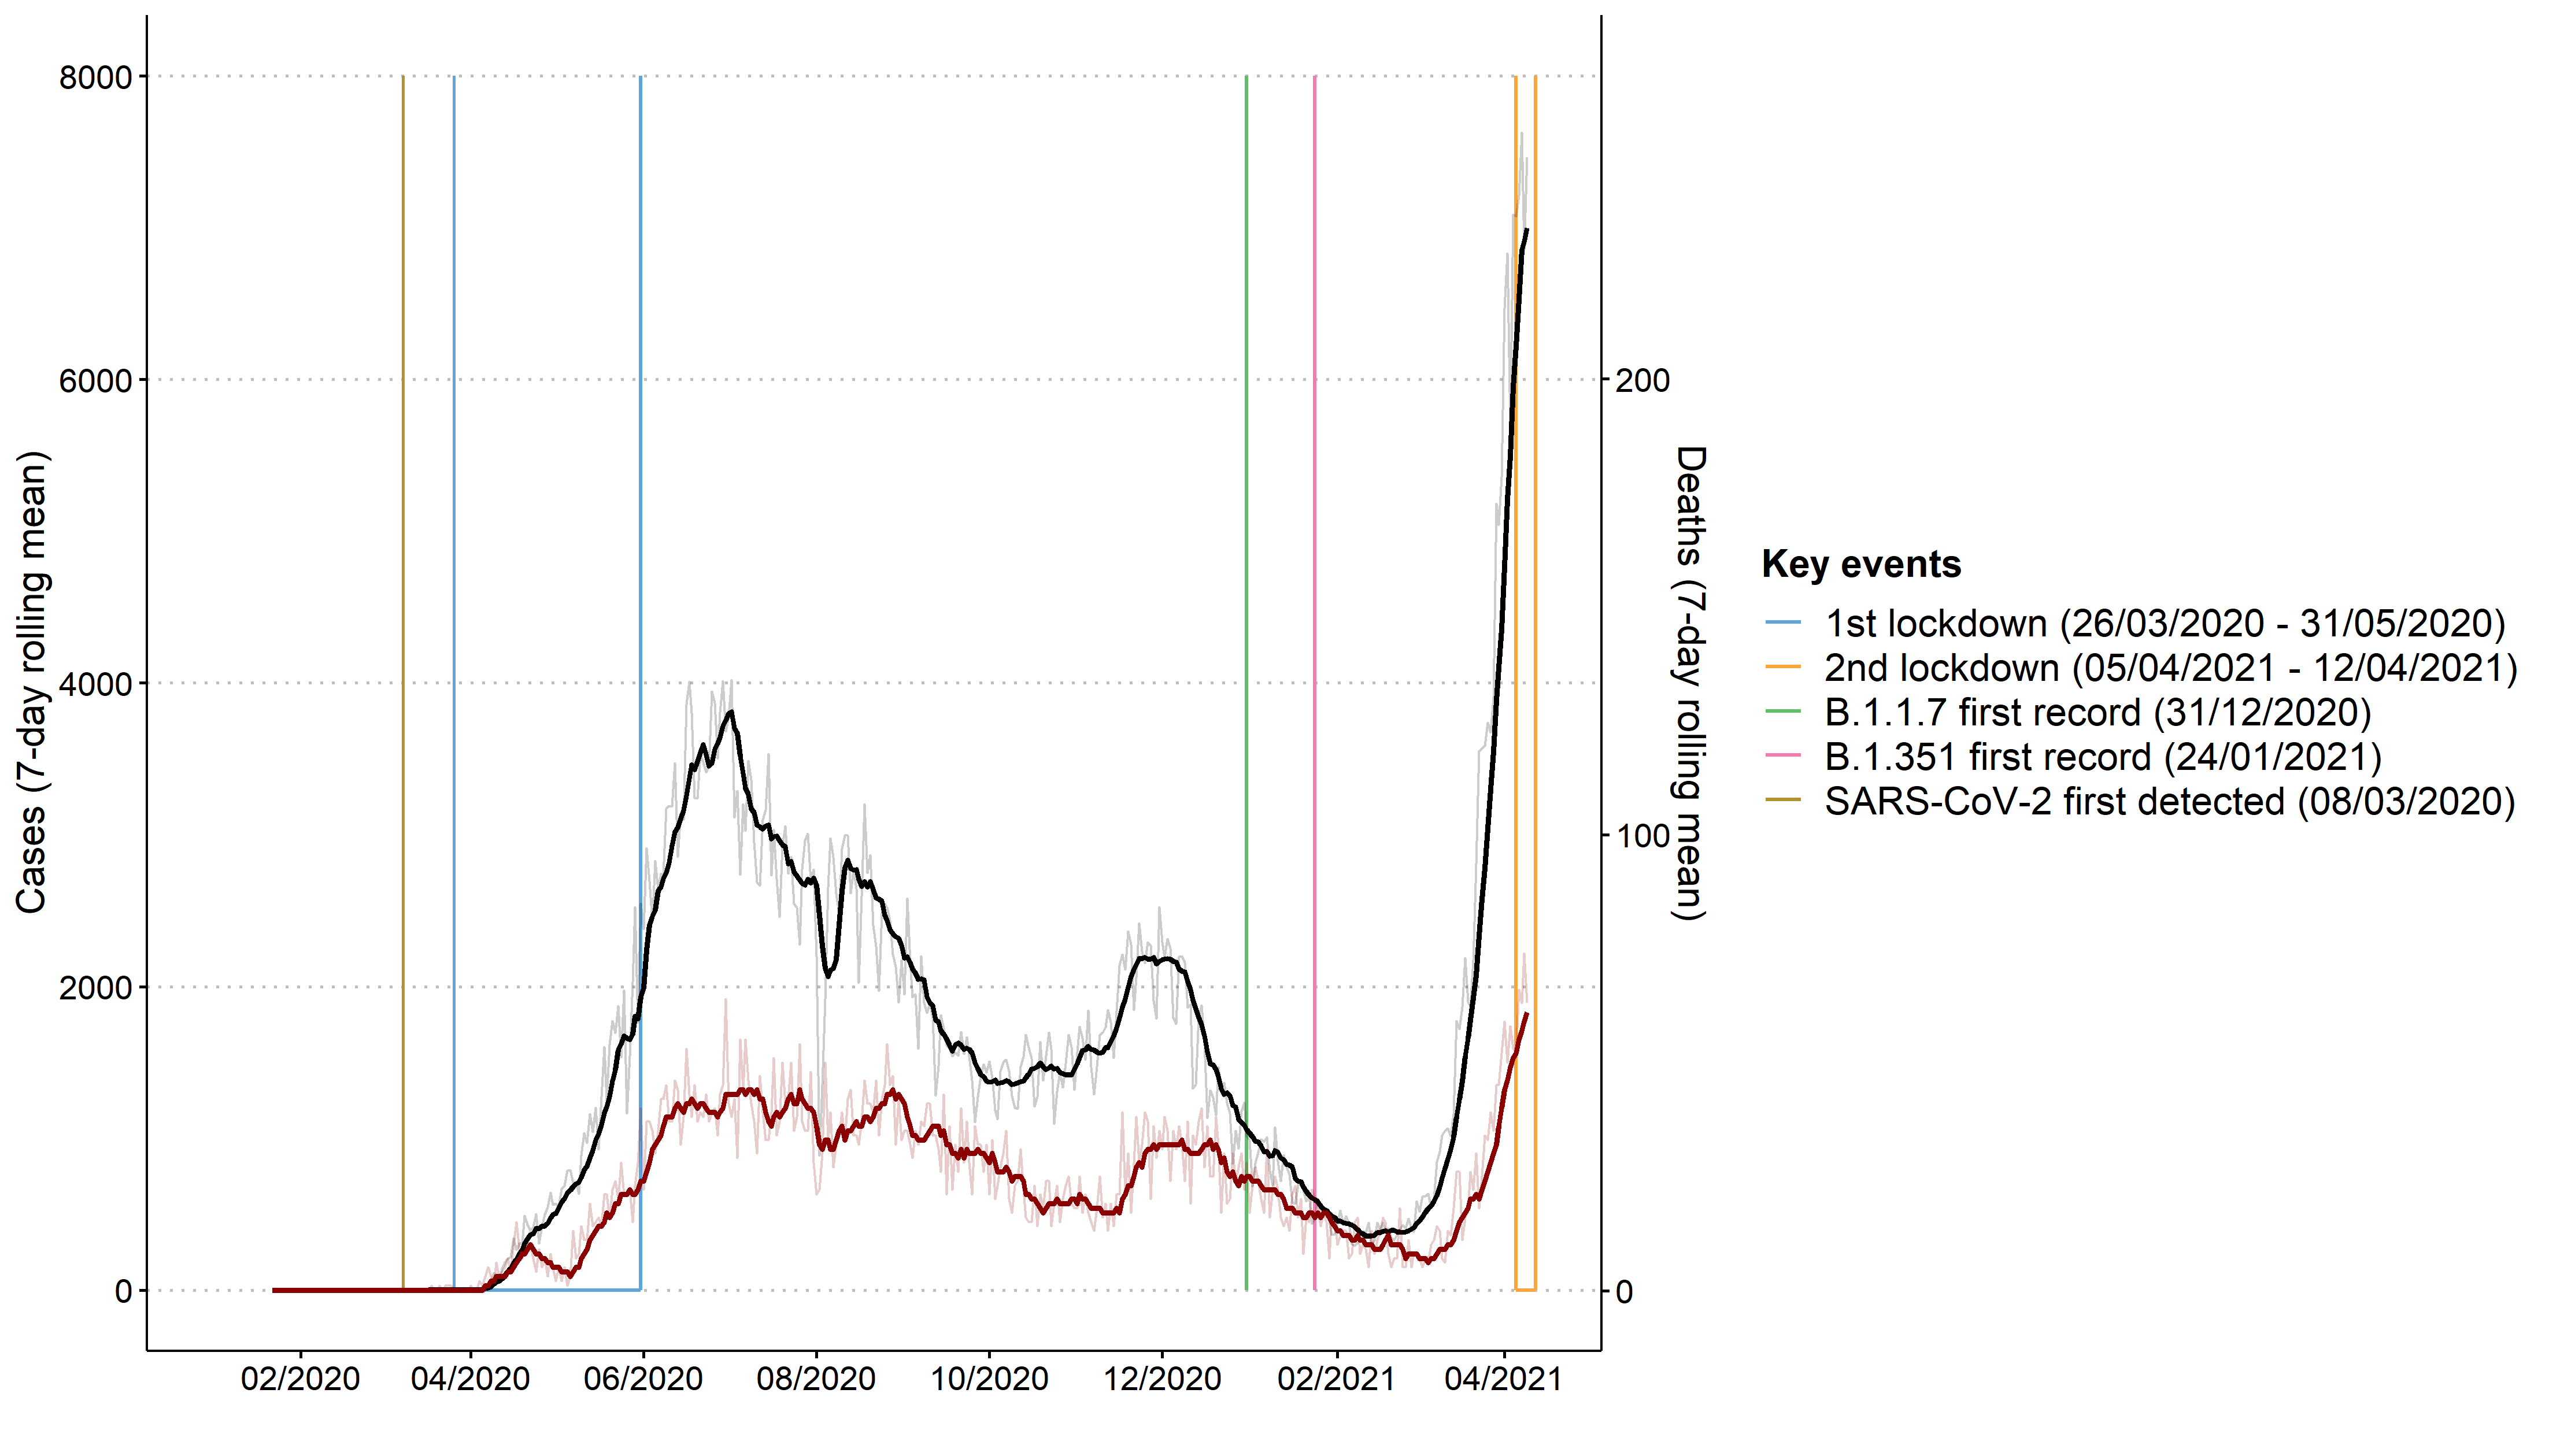 8000
6000
4000
2000
0
Cases (7-day rolling mean)
02/2020
04/2020
06/2020
08/2020
10/2020
12/2020
02/2021
04/2021
200
100
0
Deaths (7-day rolling mean)
Key events
1st lockdown (26/03/2020 - 31/05/2020)
2nd lockdown (05/04/2021 - 12/04/2021)
B.1.1.7 first record (31/12/2020)
B.1.351 first record (24/01/2021)
SARS-CoV-2 first detected (08/03/2020)